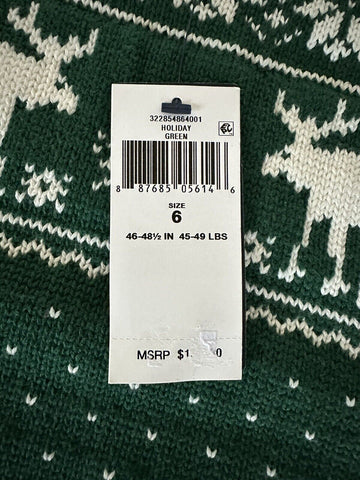 322854864001
HOLIDAY
GREEN
8 87685 05614 6
SIZE
6
46-48½ IN 45-49 LBS
MSRP